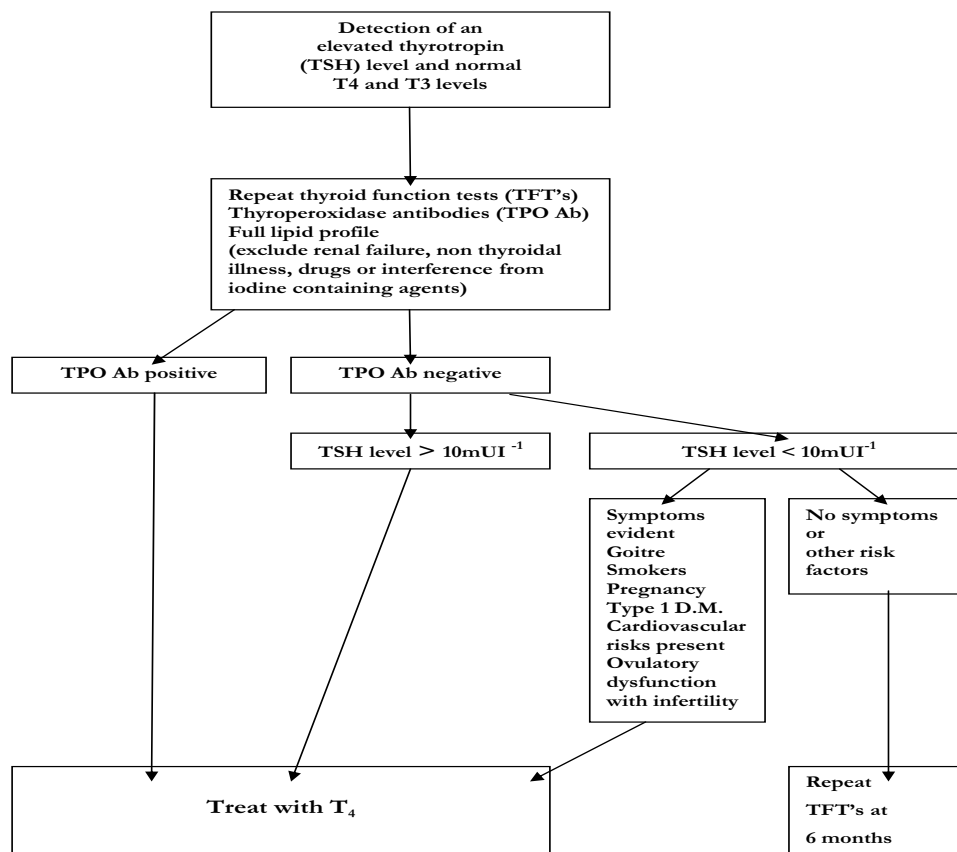 Detection of an
elevated thyrotropin
(TSH) level and normal
T4 and T3 levels
Repeat thyroid function tests (TFT's)
Thyroperoxidase antibodies (TPO Ab)
Full lipid profile
(exclude renal failure, non thyroidal
illness, drugs or interference from
iodine containing agents)
TPO Ab positive
TPO Ab negative
TSH level > 10mUI ⁻¹
TSH level < 10mUI⁻¹
Symptoms
evident
Goitre
Smokers
Pregnancy
Type 1 D.M.
Cardiovascular
risks present
Ovulatory
dysfunction
with infertility
No symptoms
or
other risk
factors
Treat with T₄
Repeat
TFT's at
6 months